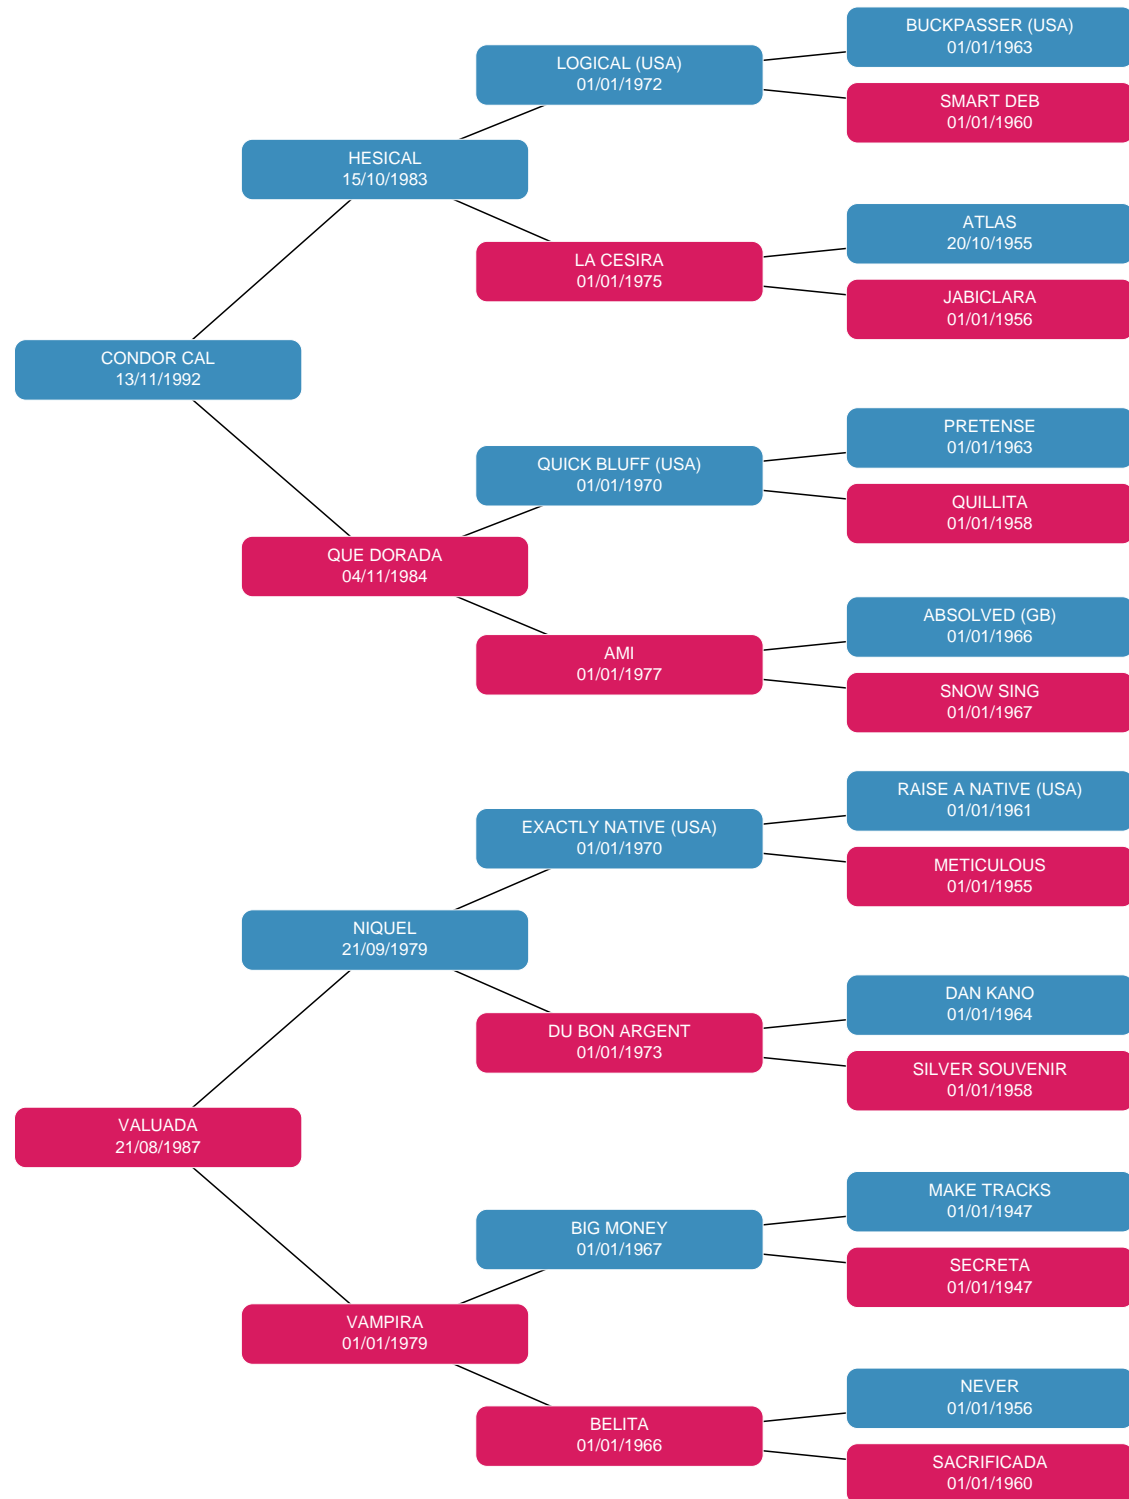 BUCKPASSER (USA)
01/01/1963
LOGICAL (USA)
01/01/1972
SMART DEB
01/01/1960
HESICAL
15/10/1983
ATLAS
20/10/1955
LA CESIRA
01/01/1975
JABICLARA
01/01/1956
CONDOR CAL
13/11/1992
PRETENSE
01/01/1963
QUICK BLUFF (USA)
01/01/1970
QUILLITA
01/01/1958
QUE DORADA
04/11/1984
ABSOLVED (GB)
01/01/1966
AMI
01/01/1977
SNOW SING
01/01/1967
RAISE A NATIVE (USA)
01/01/1961
EXACTLY NATIVE (USA)
01/01/1970
METICULOUS
01/01/1955
NIQUEL
21/09/1979
DAN KANO
01/01/1964
DU BON ARGENT
01/01/1973
SILVER SOUVENIR
01/01/1958
VALUADA
21/08/1987
MAKE TRACKS
01/01/1947
BIG MONEY
01/01/1967
SECRETA
01/01/1947
VAMPIRA
01/01/1979
NEVER
01/01/1956
BELITA
01/01/1966
SACRIFICADA
01/01/1960